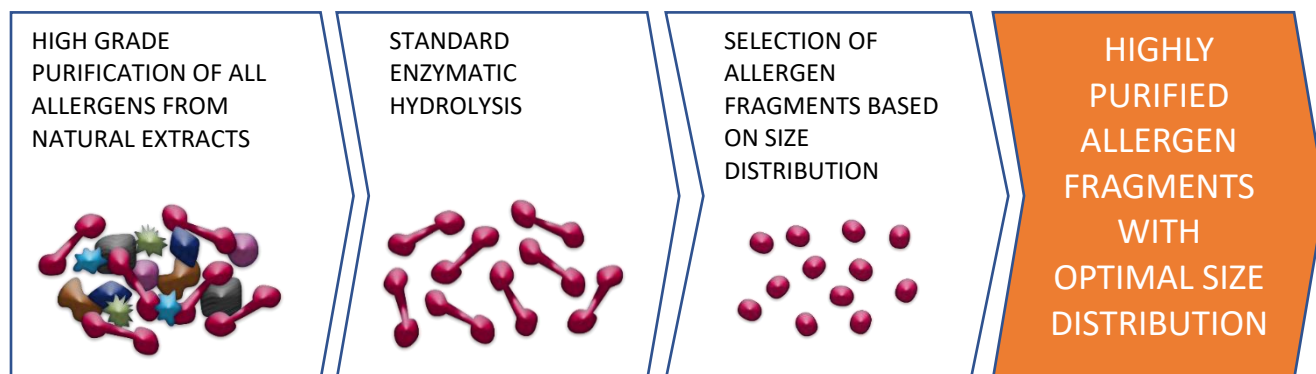 HIGH GRADE
PURIFICATION OF ALL
ALLERGENS FROM
NATURAL EXTRACTS
STANDARD
ENZYMATIC
HYDROLYSIS
SELECTION OF
ALLERGEN
FRAGMENTS BASED
ON SIZE
DISTRIBUTION
HIGHLY
PURIFIED
ALLERGEN
FRAGMENTS
WITH
OPTIMAL SIZE
DISTRIBUTION